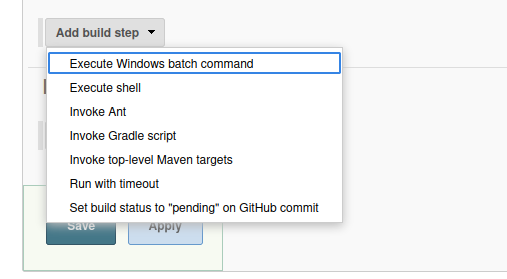 Add build step
Execute Windows batch command
Execute shell
Invoke Ant
Invoke Gradle script
Invoke top-level Maven targets
Run with timeout
Set build status to "pending" on GitHub commit
Save
Apply